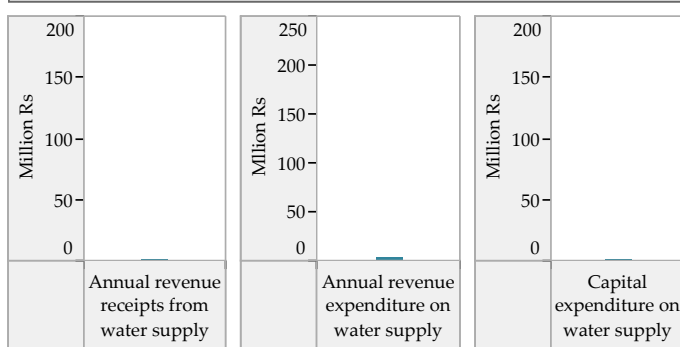 200
150
100
50
0
Million Rs
Annual revenue
receipts from
water supply
250
200
150
100
50
0
MIlion Rs
Annual revenue
expenditure on
water supply
200
150
100
50
0
Million Rs
Capital
expenditure on
water supply